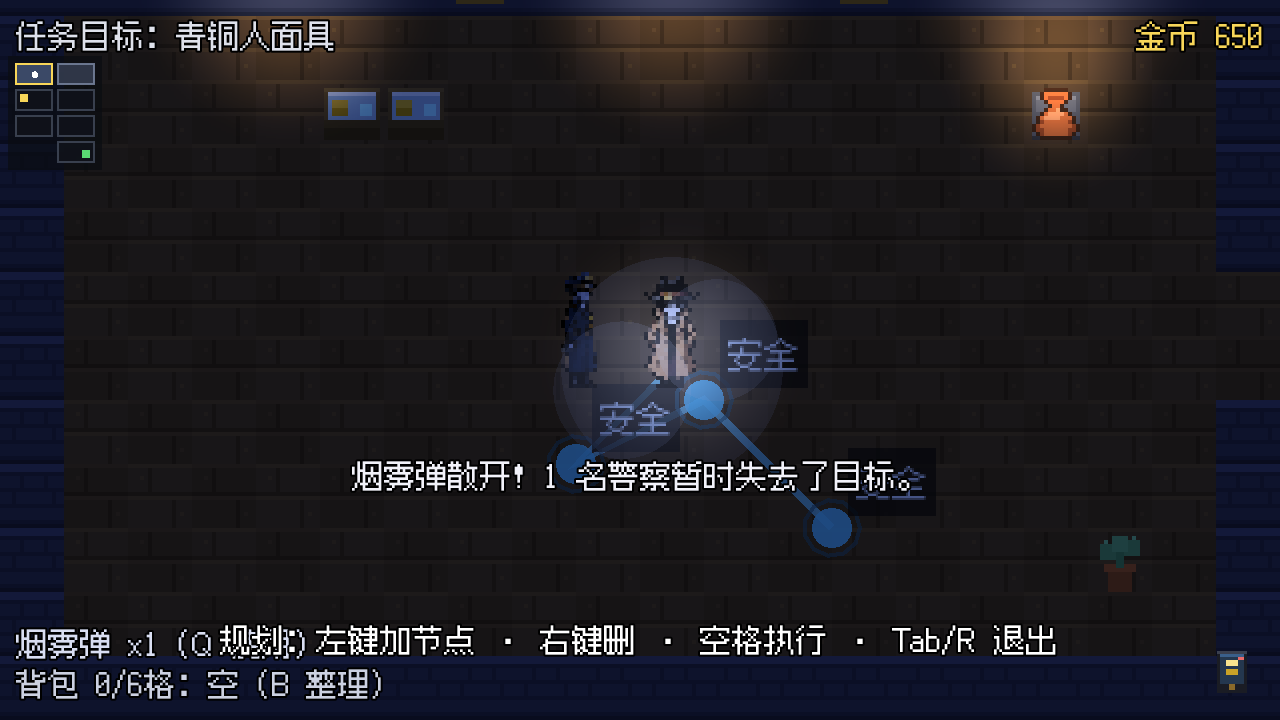 任务目标: 青铜人面具
金币 650
安全
安全
烟雾弹散开! 1 名警察暂时失去了目标。
安全
烟雾弹 x1 (Q
规划: 左键加节点 · 右键删 · 空格执行 · Tab/R 退出
背包 0/6格: 空 (B 整理)